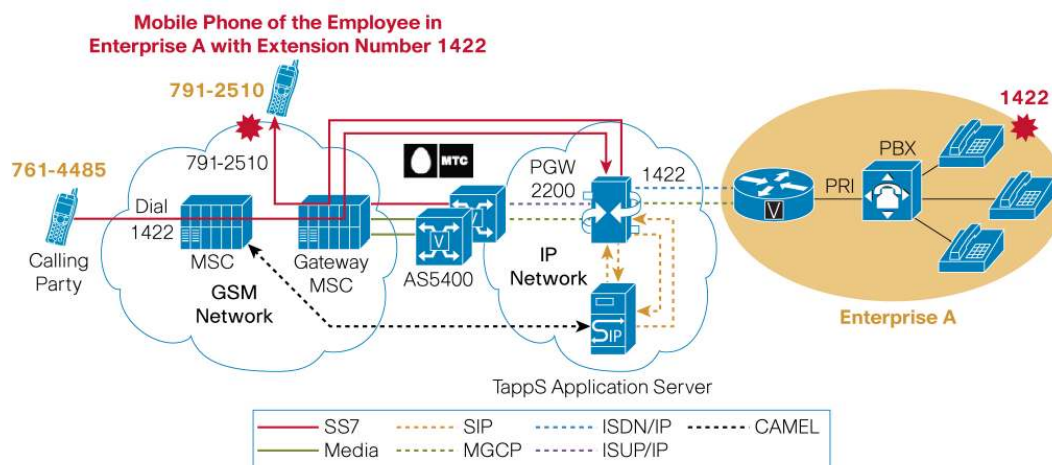 Mobile Phone of the Employee in
Enterprise A with Extension Number 1422
791-2510
1422
791-2510
MTC
PGW
2200
1422
PBX
761-4485
PRI
V
Dial
1422
V
V
MSC
Gateway
MSC
AS5400
IP
Network
Calling
Party
GSM
Network
SIP
Enterprise A
TappS Application Server
SS7
SIP
ISDN/IP
CAMEL
Media
MGCP
ISUP/IP